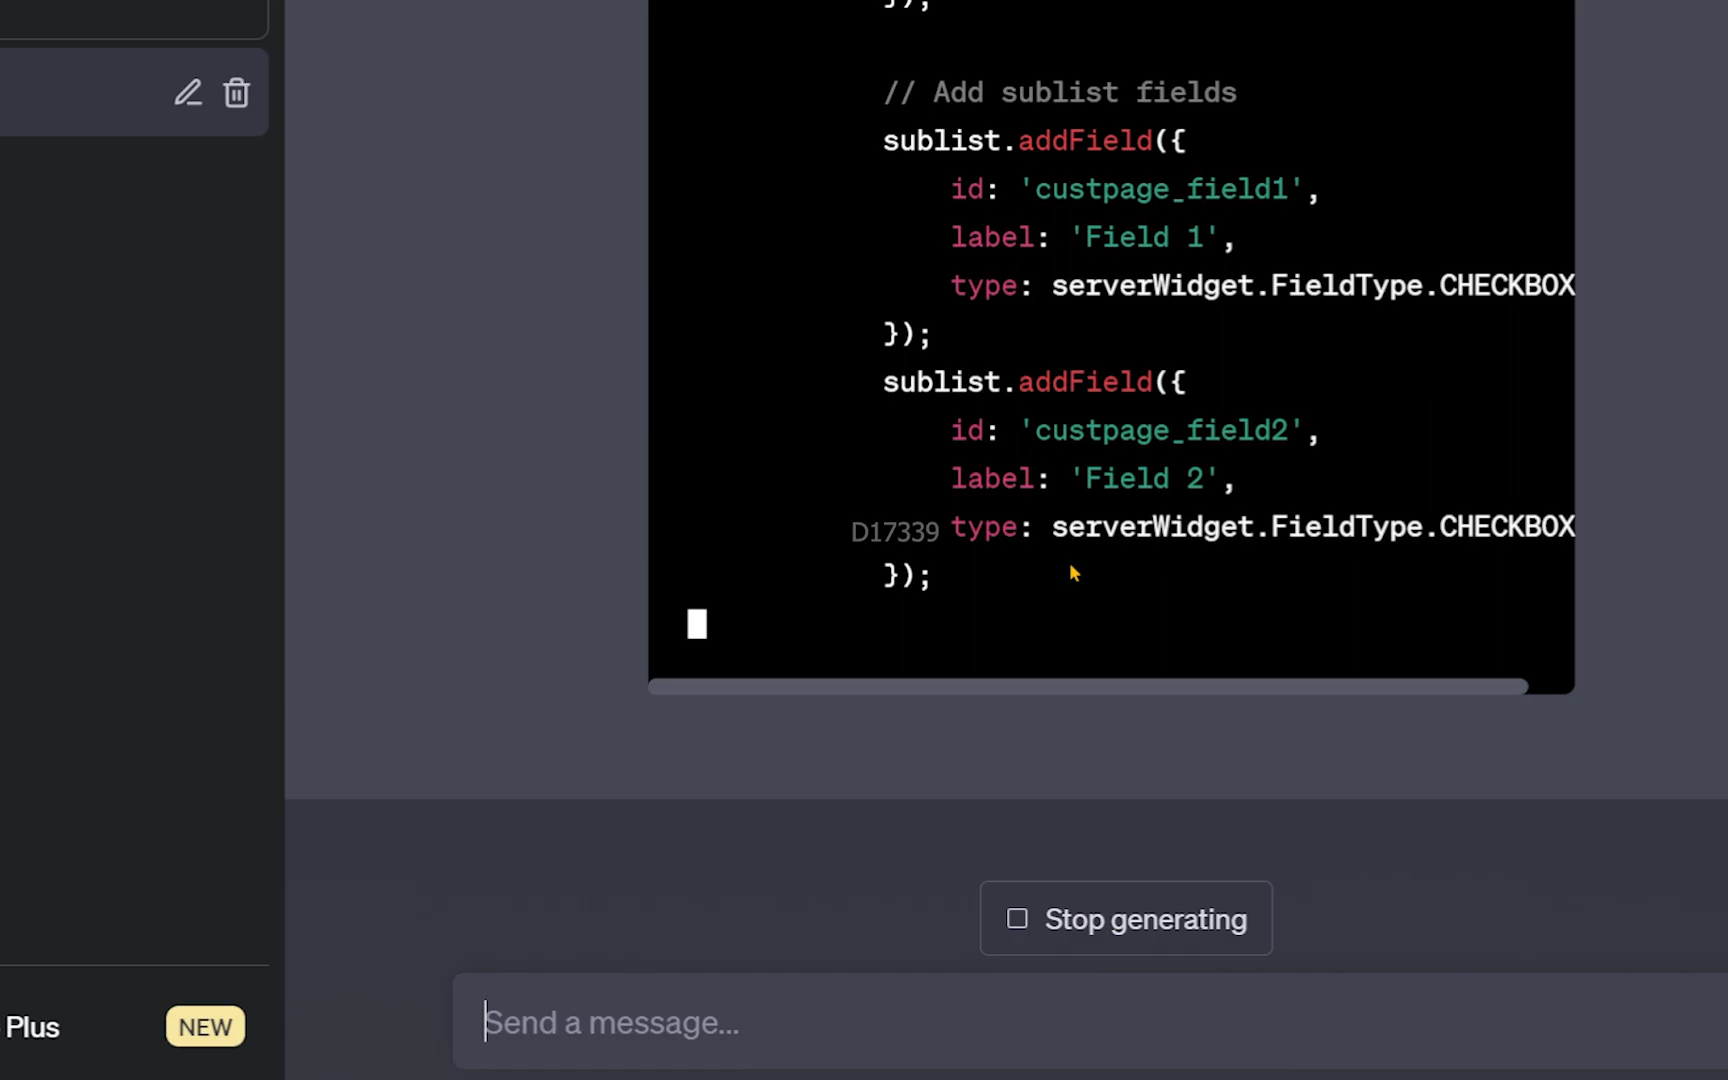 });
// Add sublist fields
sublist.addField({
id: 'custpage_field1',
label: 'Field 1',
type: serverWidget.FieldType.CHECKBOX
});
sublist.addField({
id: 'custpage_field2',
label: 'Field 2',
D17339 type: serverWidget.FieldType.CHECKBOX
});
Stop generating
Send a message...
Plus NEW